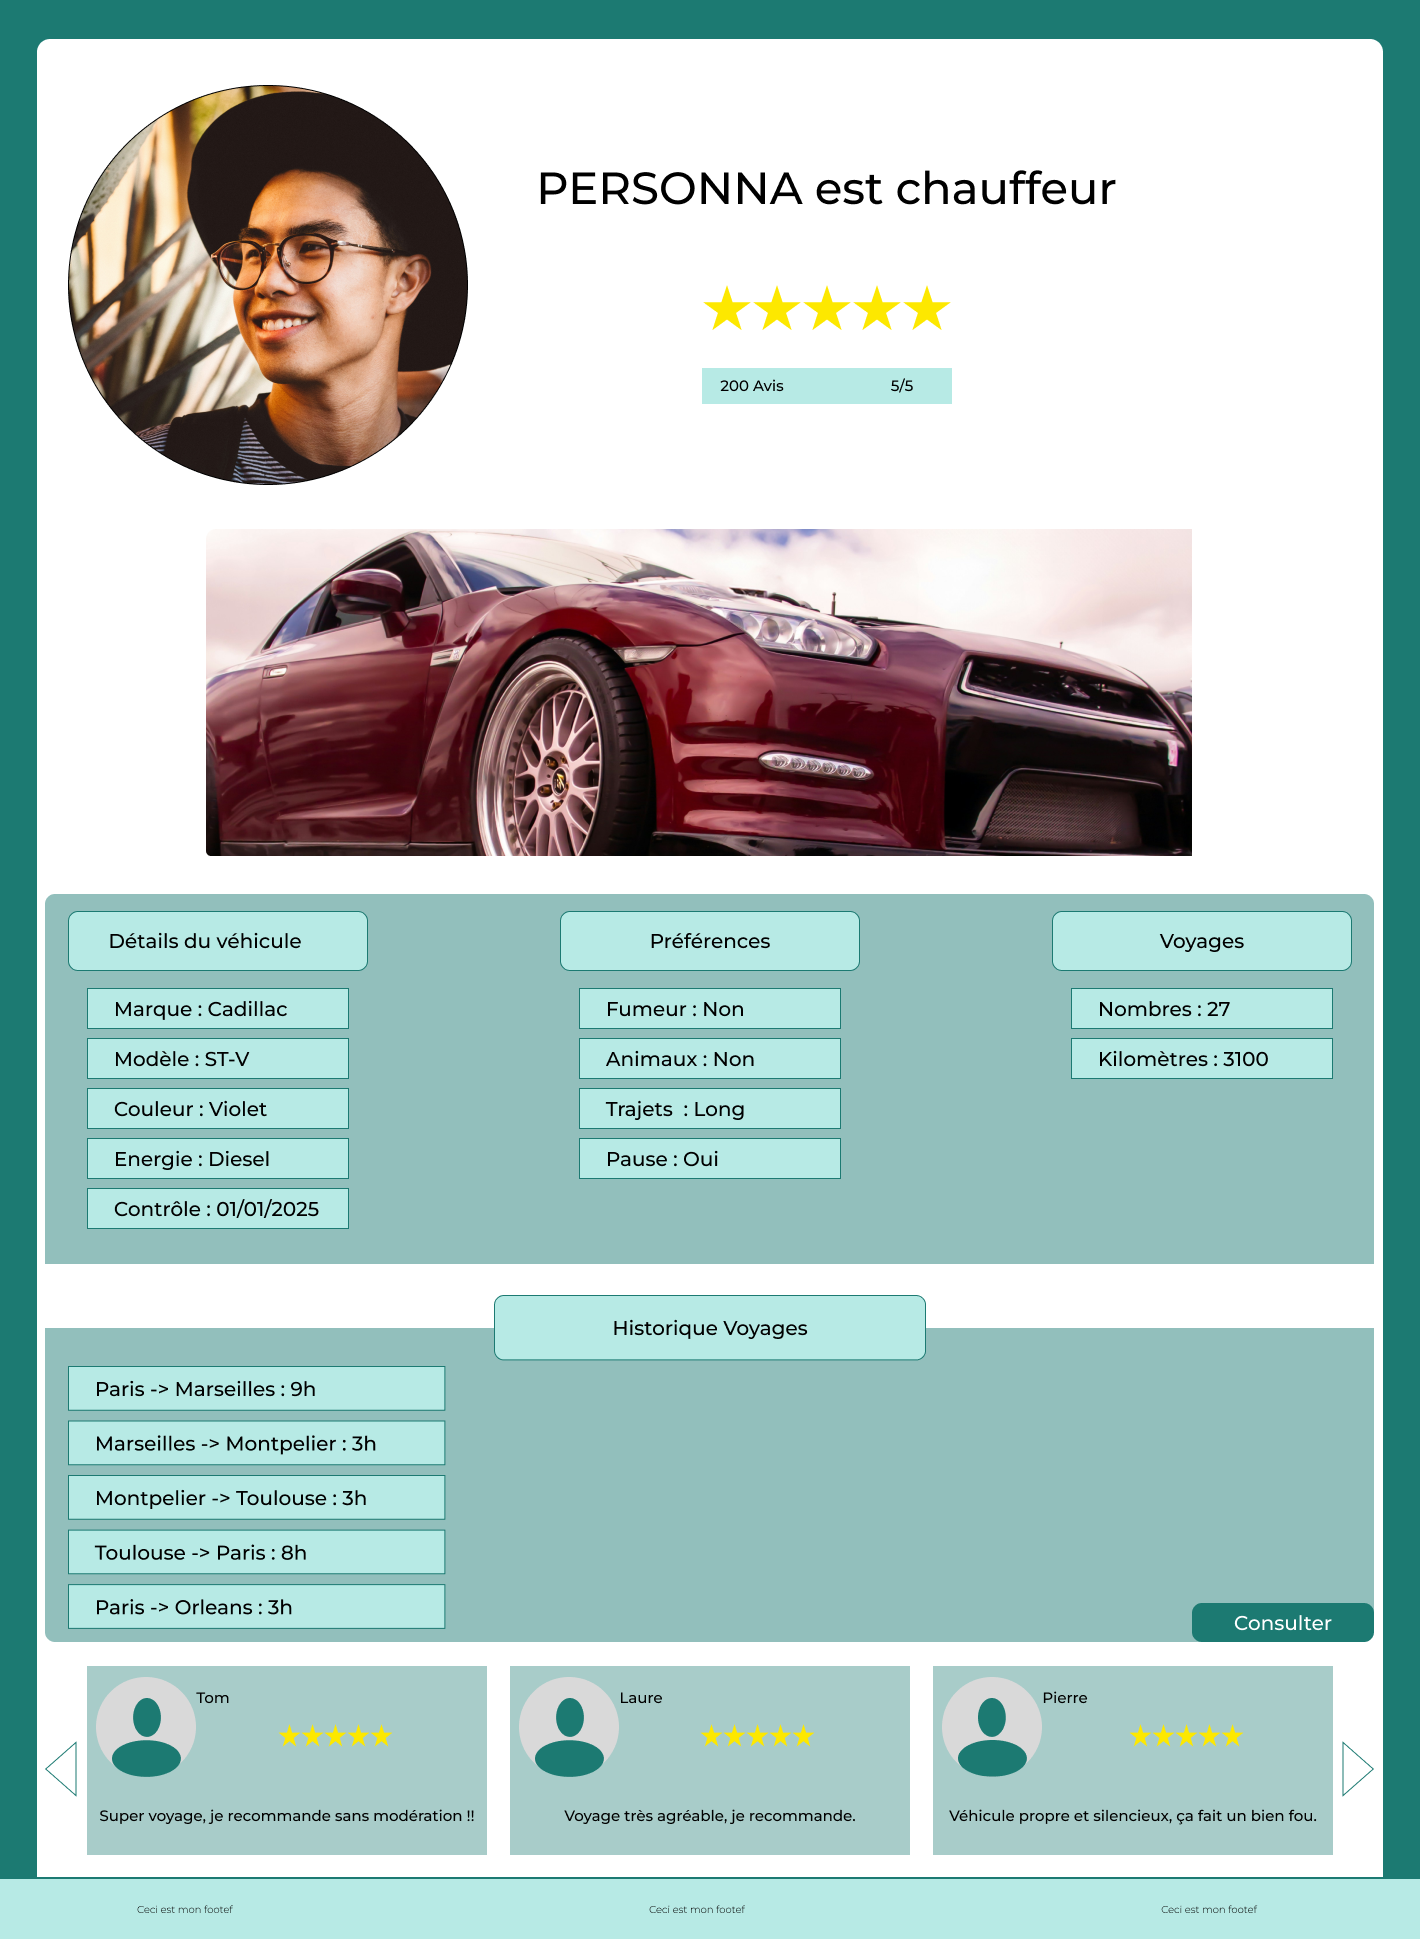 PERSONNA est chauffeur
200 Avis 5/5
Détails du véhicule
Marque : Cadillac
Modèle : ST-V
Couleur : Violet
Energie : Diesel
Contrôle : 01/01/2025
Préférences
Fumeur : Non
Animaux : Non
Trajets  : Long
Pause : Oui
Voyages
Nombres : 27
Kilomètres : 3100
Historique Voyages
Paris -> Marseilles : 9h
Marseilles -> Montpelier : 3h
Montpelier -> Toulouse : 3h
Toulouse -> Paris : 8h
Paris -> Orleans : 3h
Consulter
Tom
Super voyage, je recommande sans modération !!
Laure
Voyage très agréable, je recommande.
Pierre
Véhicule propre et silencieux, ça fait un bien fou.
Ceci est mon footef
Ceci est mon footef
Ceci est mon footef